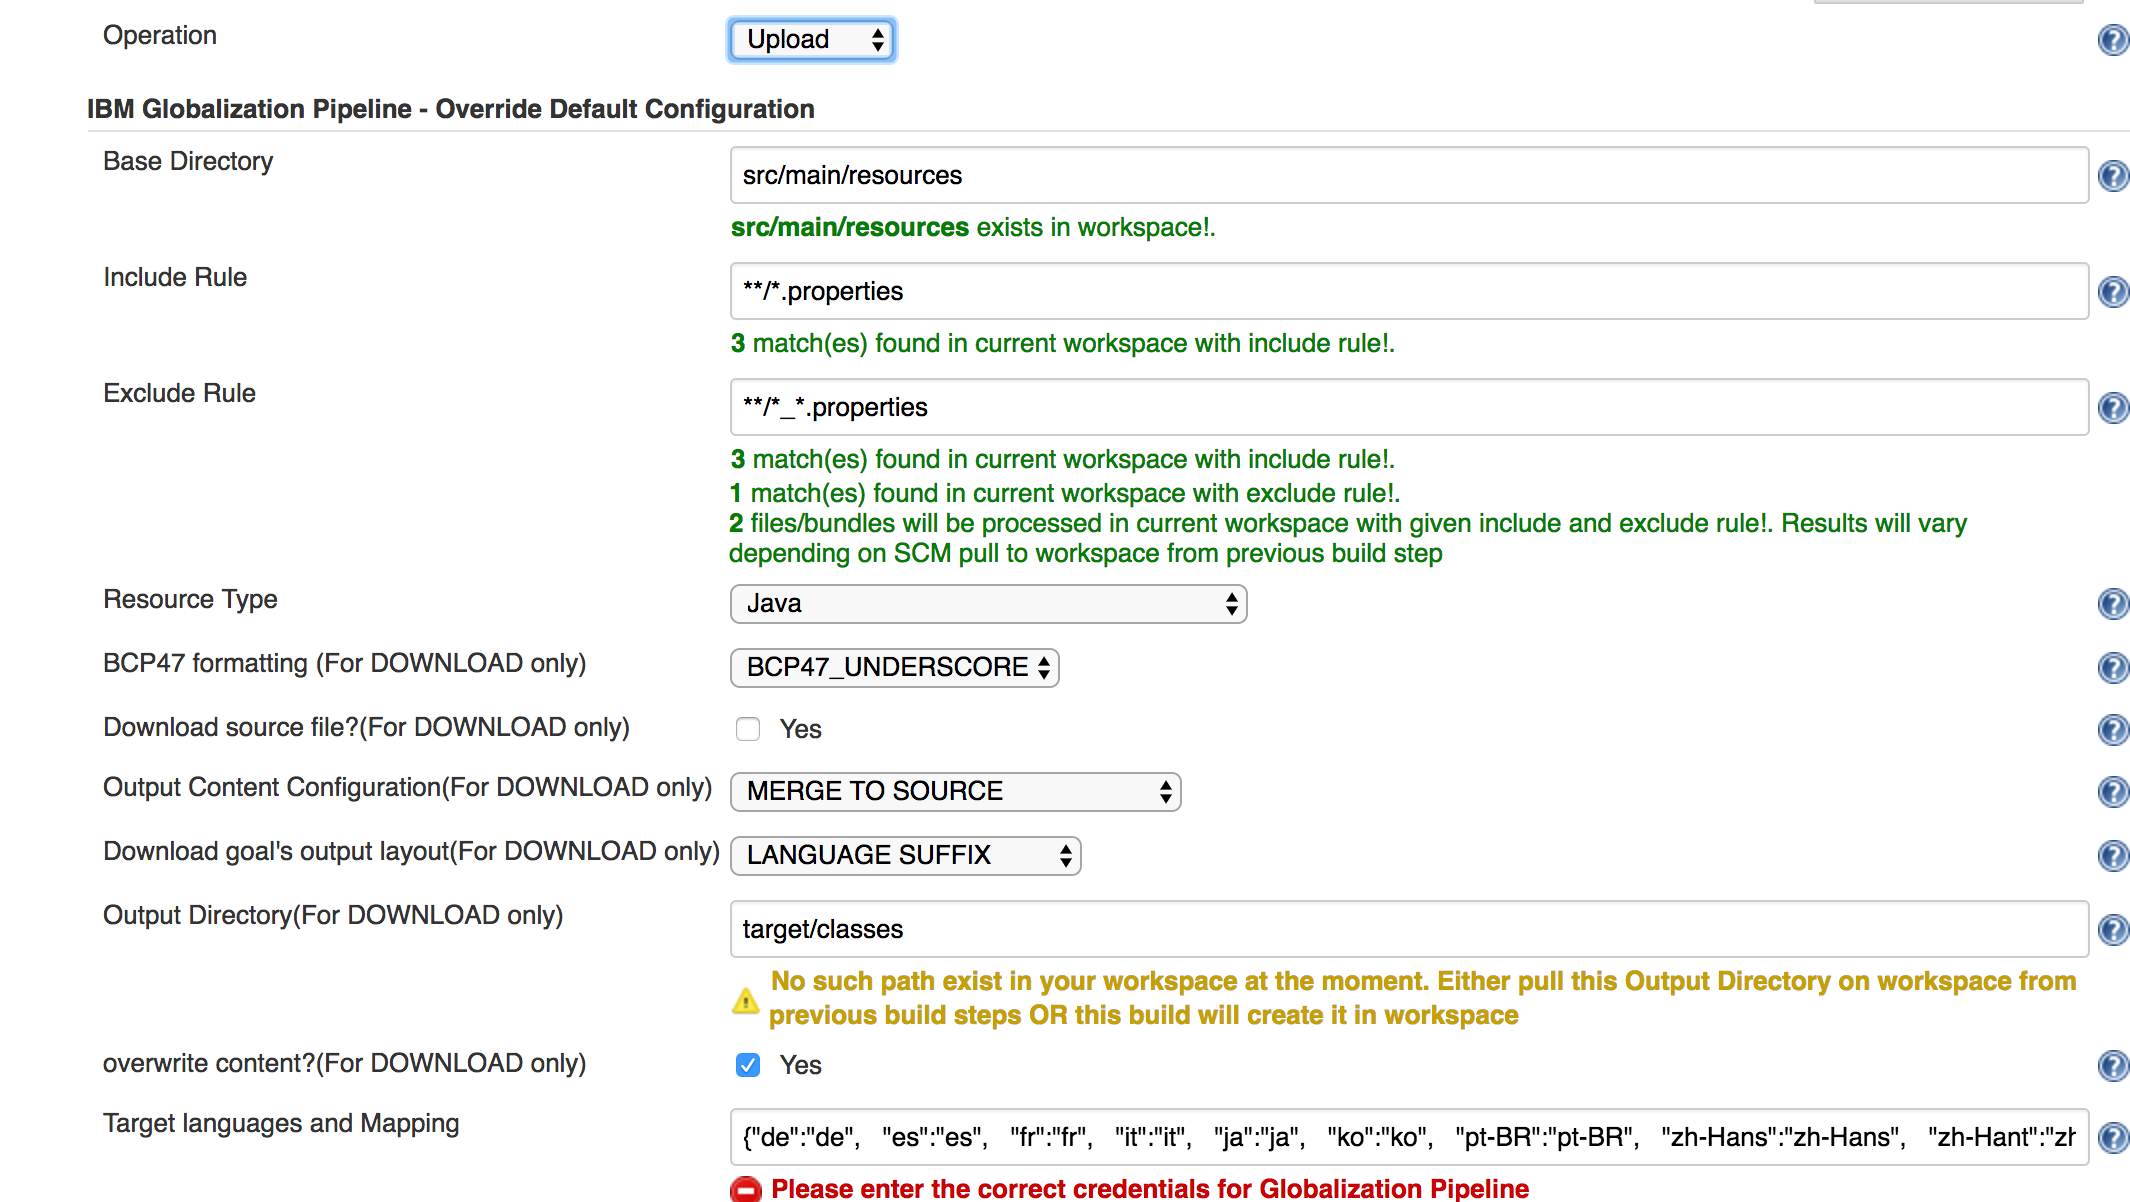 Operation
Upload
IBM Globalization Pipeline - Override Default Configuration
Base Directory
src/main/resources
src/main/resources exists in workspace!.
Include Rule
**/*.properties
3 match(es) found in current workspace with include rule!.
Exclude Rule
**/*_*.properties
3 match(es) found in current workspace with include rule!.
1 match(es) found in current workspace with exclude rule!.
2 files/bundles will be processed in current workspace with given include and exclude rule!. Results will vary
depending on SCM pull to workspace from previous build step
Resource Type
Java
BCP47 formatting (For DOWNLOAD only)
BCP47_UNDERSCORE
Download source file?(For DOWNLOAD only)
Yes
Output Content Configuration(For DOWNLOAD only)
MERGE TO SOURCE
Download goal's output layout(For DOWNLOAD only)
LANGUAGE SUFFIX
Output Directory(For DOWNLOAD only)
target/classes
No such path exist in your workspace at the moment. Either pull this Output Directory on workspace from
previous build steps OR this build will create it in workspace
overwrite content?(For DOWNLOAD only)
Yes
Target languages and Mapping
{"de":"de", "es":"es", "fr":"fr", "it":"it", "ja":"ja", "ko":"ko", "pt-BR":"pt-BR", "zh-Hans":"zh-Hans", "zh-Hant":"zh
Please enter the correct credentials for Globalization Pipeline